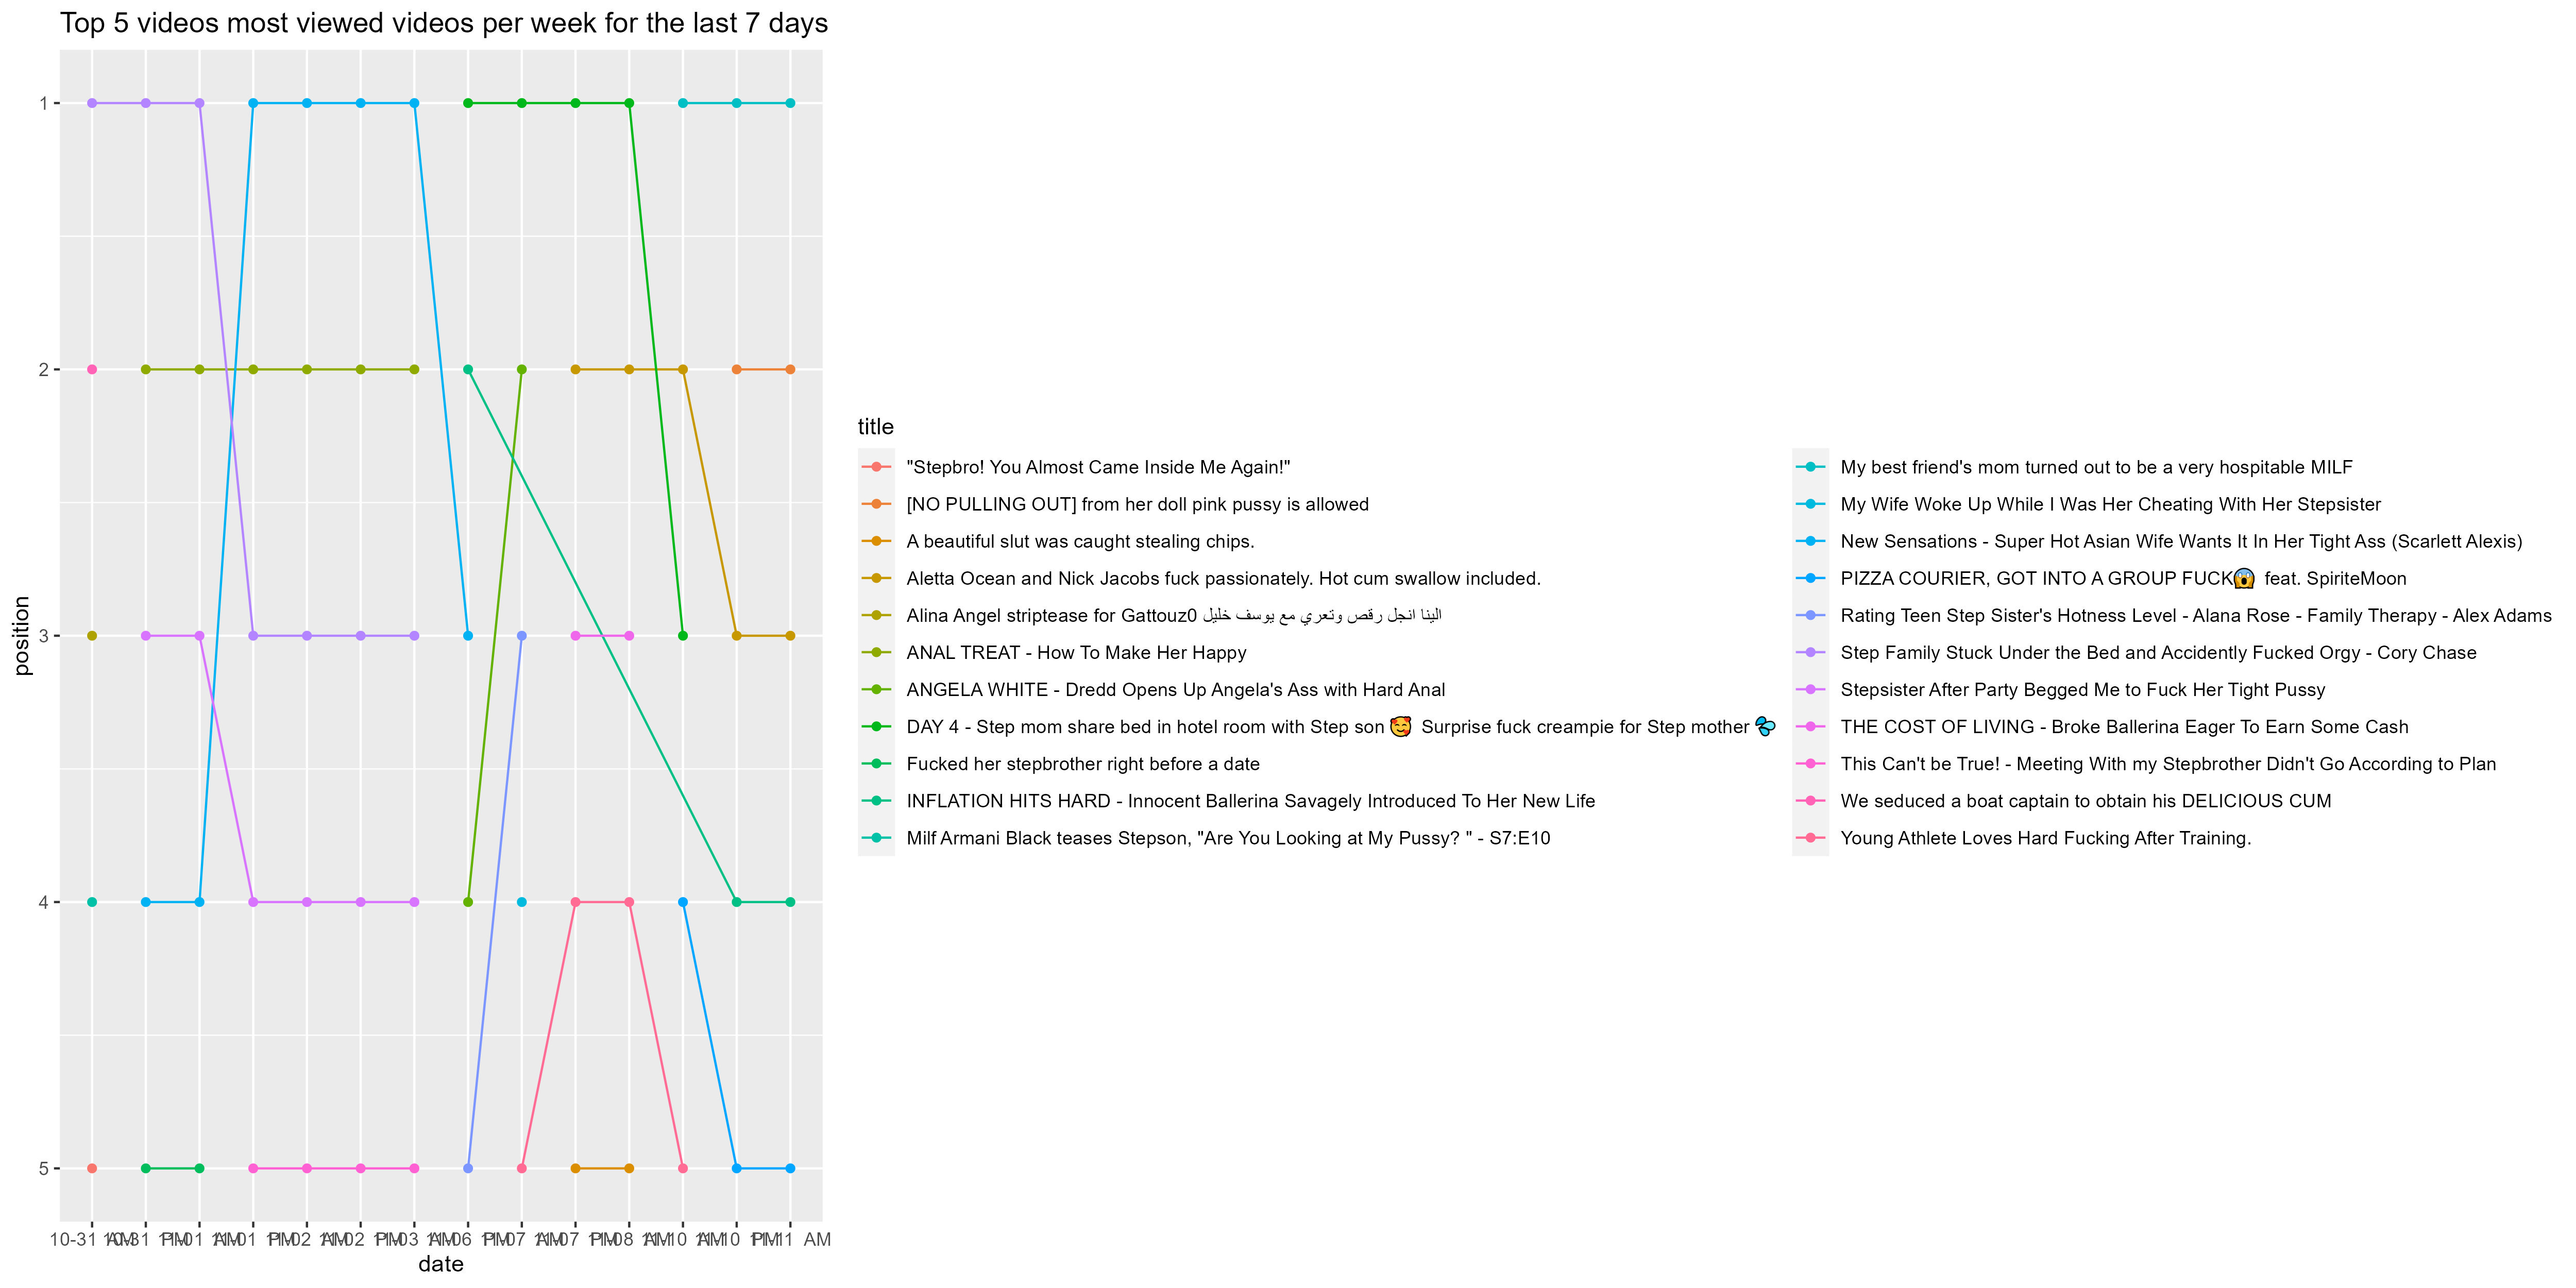 Top 5 videos most viewed videos per week for the last 7 days
position
1
2
3
4
5
title
"Stepbro! You Almost Came Inside Me Again!"
[NO PULLING OUT] from her doll pink pussy is allowed
A beautiful slut was caught stealing chips.
Aletta Ocean and Nick Jacobs fuck passionately. Hot cum swallow included.
Alina Angel striptease for Gattouz0 الينا انجل رقص وتعري مع يوسف خليل
ANAL TREAT - How To Make Her Happy
ANGELA WHITE - Dredd Opens Up Angela's Ass with Hard Anal
DAY 4 - Step mom share bed in hotel room with Step son 🥰 Surprise fuck creampie for Step mother 💦
Fucked her stepbrother right before a date
INFLATION HITS HARD - Innocent Ballerina Savagely Introduced To Her New Life
Milf Armani Black teases Stepson, "Are You Looking at My Pussy? " - S7:E10
My best friend's mom turned out to be a very hospitable MILF
My Wife Woke Up While I Was Her Cheating With Her Stepsister
New Sensations - Super Hot Asian Wife Wants It In Her Tight Ass (Scarlett Alexis)
PIZZA COURIER, GOT INTO A GROUP FUCK😱 feat. SpiriteMoon
Rating Teen Step Sister's Hotness Level - Alana Rose - Family Therapy - Alex Adams
Step Family Stuck Under the Bed and Accidently Fucked Orgy - Cory Chase
Stepsister After Party Begged Me to Fuck Her Tight Pussy
THE COST OF LIVING - Broke Ballerina Eager To Earn Some Cash
This Can't be True! - Meeting With my Stepbrother Didn't Go According to Plan
We seduced a boat captain to obtain his DELICIOUS CUM
Young Athlete Loves Hard Fucking After Training.
10-31 AM
date